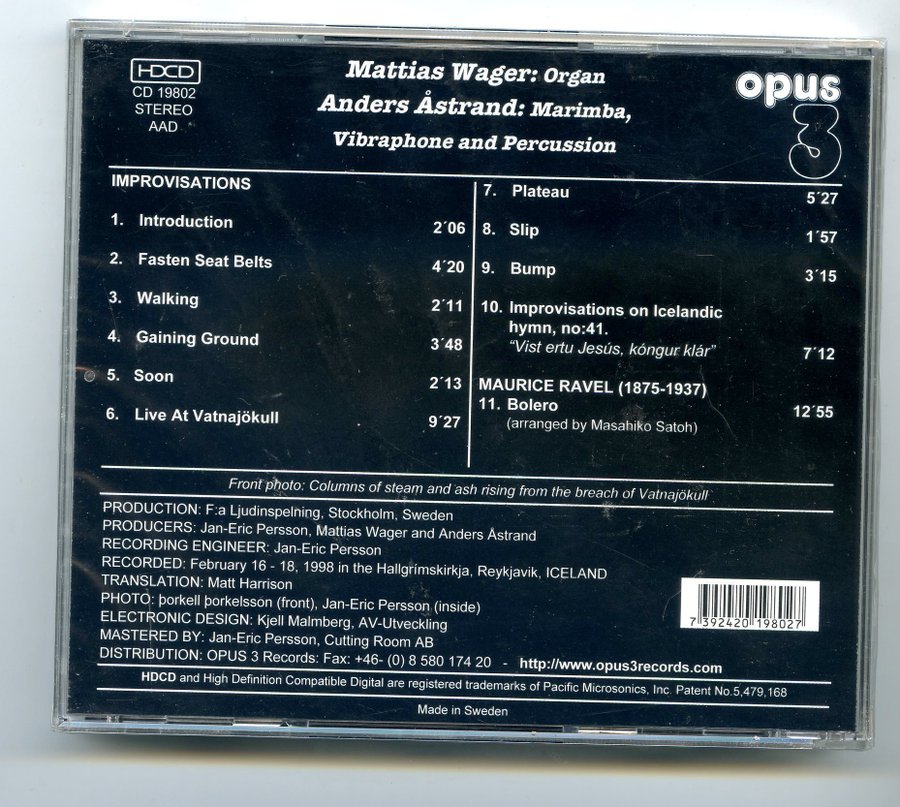 HDCD
CD 19802
STEREO
AAD
Mattias Wager: Organ
Anders Åstrand: Marimba,
Vibraphone and Percussion
opus
3
IMPROVISATIONS
1. Introduction 2´06
2. Fasten Seat Belts 4´20
3. Walking 2´11
4. Gaining Ground 3´48
5. Soon 2´13
6. Live At Vatnajökull 9´27
7. Plateau 5´27
8. Slip 1´57
9. Bump 3´15
10. Improvisations on Icelandic
hymn, no:41.
“Vist ertu Jesús, kóngur klár” 7´12
MAURICE RAVEL (1875-1937)
11. Bolero 12´55
(arranged by Masahiko Satoh)
Front photo: Columns of steam and ash rising from the breach of Vatnajökull
PRODUCTION: F:a Ljudinspelning, Stockholm, Sweden
PRODUCERS: Jan-Eric Persson, Mattias Wager and Anders Åstrand
RECORDING ENGINEER: Jan-Eric Persson
RECORDED: February 16 - 18, 1998 in the Hallgrímskirkja, Reykjavik, ICELAND
TRANSLATION: Matt Harrison
PHOTO: þorkell þorkelsson (front), Jan-Eric Persson (inside)
ELECTRONIC DESIGN: Kjell Malmberg, AV-Utveckling
MASTERED BY: Jan-Eric Persson, Cutting Room AB
DISTRIBUTION: OPUS 3 Records: Fax: +46- (0) 8 580 174 20 - http://www.opus3records.com
7 392420 198027
HDCD and High Definition Compatible Digital are registered trademarks of Pacific Microsonics, Inc. Patent No.5,479,168
Made in Sweden